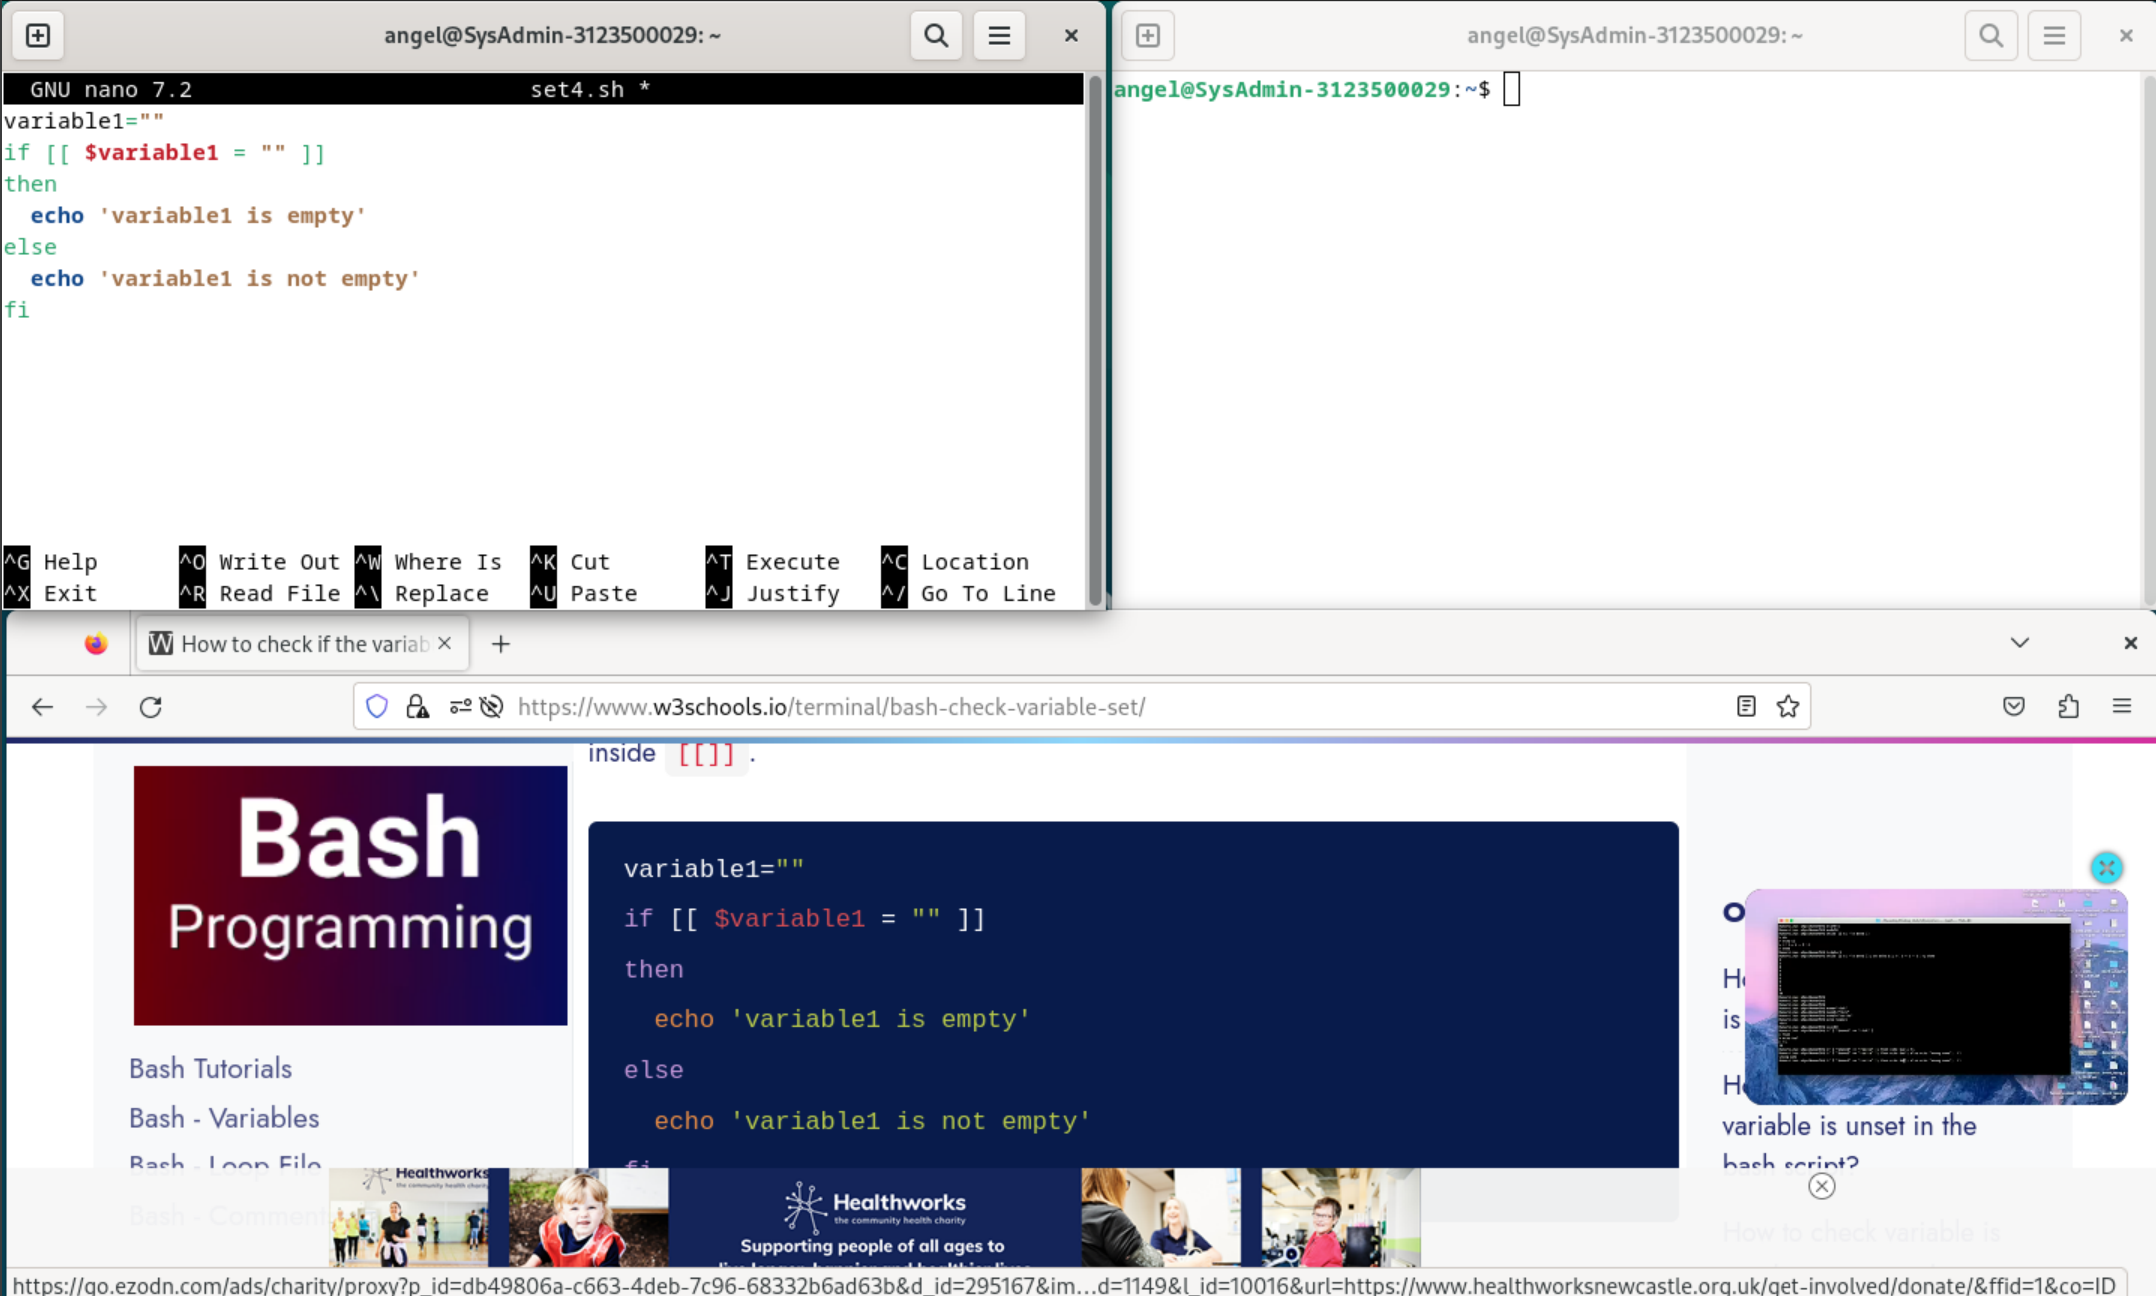 angel@SysAdmin-3123500029: ~
GNU nano 7.2 set4.sh *
variable1=""
if [[ $variable1 = "" ]]
then
  echo 'variable1 is empty'
else
  echo 'variable1 is not empty'
fi
^G Help ^O Write Out ^W Where Is ^K Cut ^T Execute ^C Location
^X Exit ^R Read File ^\ Replace ^U Paste ^J Justify ^/ Go To Line
angel@SysAdmin-3123500029: ~
angel@SysAdmin-3123500029:~$
How to check if the variab
https://www.w3schools.io/terminal/bash-check-variable-set/
Bash
Programming
Bash Tutorials
Bash - Variables
Bash - Loop File
Bash - Comment
inside [[]] .
variable1=""
if [[ $variable1 = "" ]]
then
  echo 'variable1 is empty'
else
  echo 'variable1 is not empty'
fi
is
variable is unset in the
bash script?
How to check variable is
Healthworks
the community health charity
Healthworks
the community health charity
Supporting people of all ages to
https://go.ezodn.com/ads/charity/proxy?p_id=db49806a-c663-4deb-7c96-68332b6ad63b&d_id=295167&im...d=1149&l_id=10016&url=https://www.healthworksnewcastle.org.uk/get-involved/donate/&ffid=1&co=ID